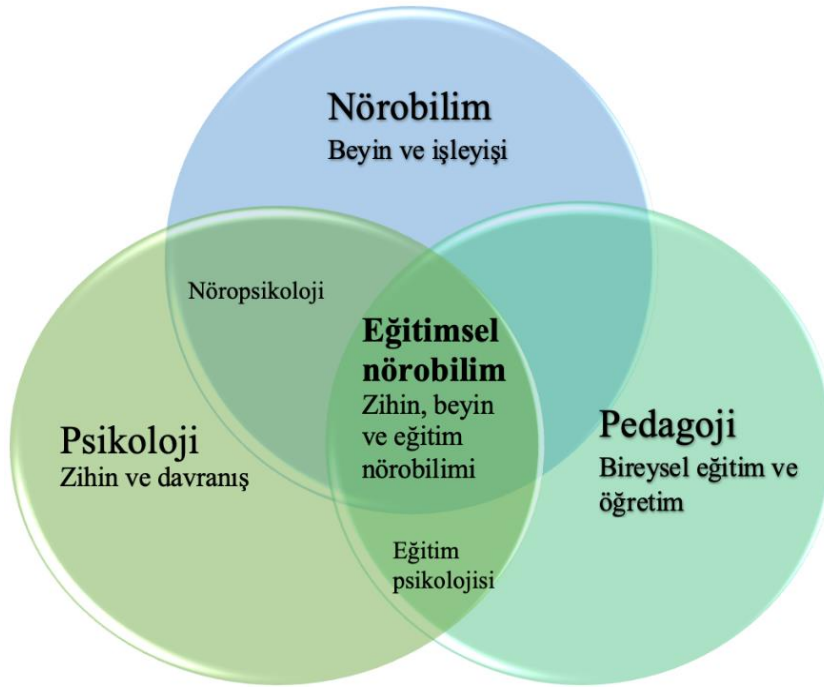 Nörobilim
Beyin ve işleyişi
Nöropsikoloji
Eğitimsel
nörobilim
Zihin, beyin
ve eğitim
nörobilimi
Psikoloji
Zihin ve davranış
Pedagoji
Bireysel eğitim ve
öğretim
Eğitim
psikolojisi